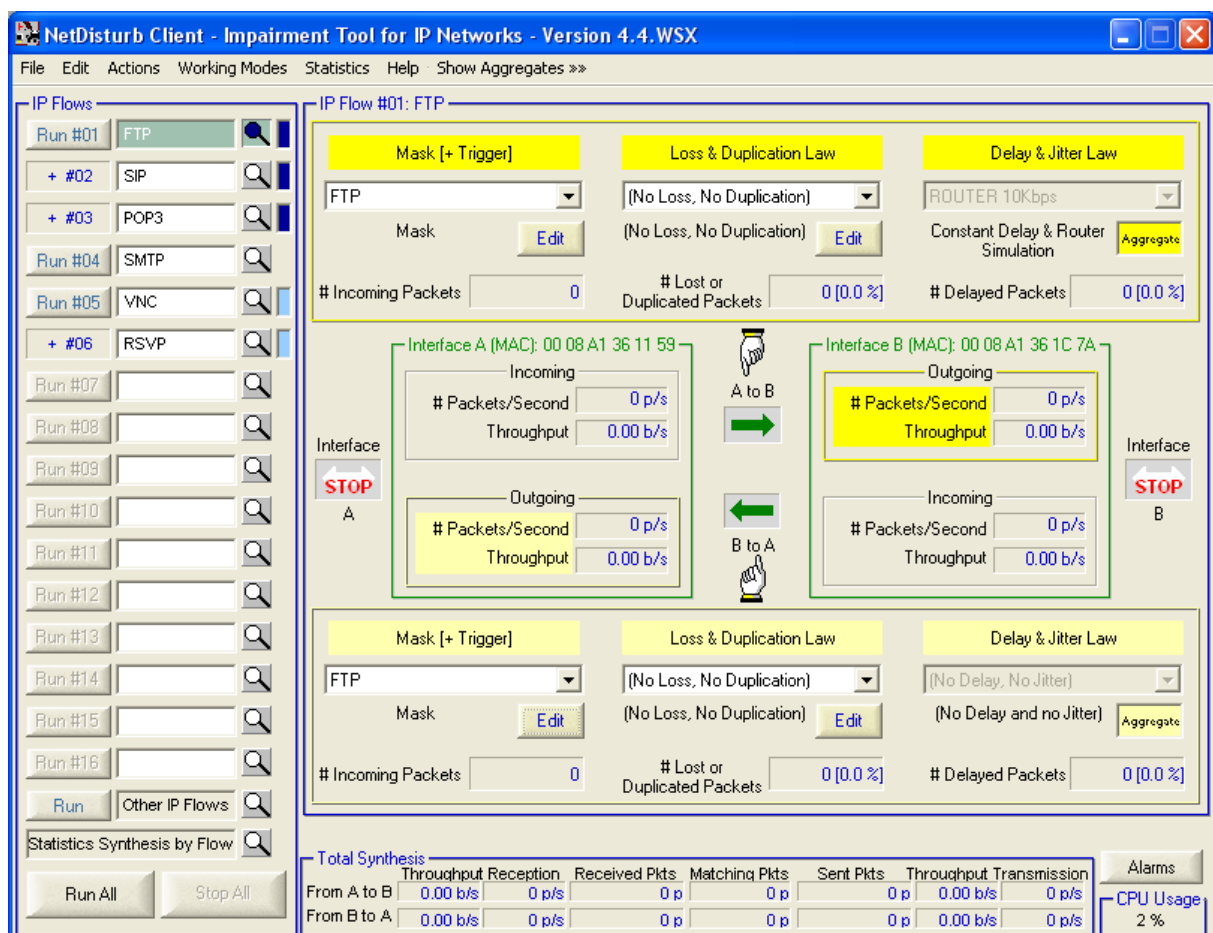 NetDisturb Client - Impairment Tool for IP Networks - Version 4.4.WSX
File Edit Actions Working Modes Statistics Help Show Aggregates »»
IP Flows
Run #01 FTP
+ #02 SIP
+ #03 POP3
Run #04 SMTP
Run #05 VNC
+ #06 RSVP
Run #07
Run #08
Run #09
Run #10
Run #11
Run #12
Run #13
Run #14
Run #15
Run #16
Run Other IP Flows
Statistics Synthesis by Flow
Run All Stop All
IP Flow #01: FTP
Mask [+ Trigger] Loss & Duplication Law Delay & Jitter Law
FTP (No Loss, No Duplication) ROUTER 10Kbps
Mask Edit (No Loss, No Duplication) Edit Constant Delay & Router Simulation Aggregate
# Incoming Packets 0 # Lost or Duplicated Packets 0 [0.0 %] # Delayed Packets 0 [0.0 %]
Interface A (MAC): 00 08 A1 36 11 59
Incoming
# Packets/Second 0 p/s
Throughput 0.00 b/s
Outgoing
# Packets/Second 0 p/s
Throughput 0.00 b/s
Interface
STOP
A
A to B
B to A
Interface B (MAC): 00 08 A1 36 1C 7A
Outgoing
# Packets/Second 0 p/s
Throughput 0.00 b/s
Incoming
# Packets/Second 0 p/s
Throughput 0.00 b/s
Interface
STOP
B
Mask [+ Trigger] Loss & Duplication Law Delay & Jitter Law
FTP (No Loss, No Duplication) (No Delay, No Jitter)
Mask Edit (No Loss, No Duplication) Edit (No Delay and no Jitter) Aggregate
# Incoming Packets 0 # Lost or Duplicated Packets 0 [0.0 %] # Delayed Packets 0 [0.0 %]
Total Synthesis
Throughput Reception Received Pkts Matching Pkts Sent Pkts Throughput Transmission
From A to B 0.00 b/s 0 p/s 0 p 0 p 0 p 0.00 b/s 0 p/s
From B to A 0.00 b/s 0 p/s 0 p 0 p 0 p 0.00 b/s 0 p/s
Alarms
CPU Usage
2 %